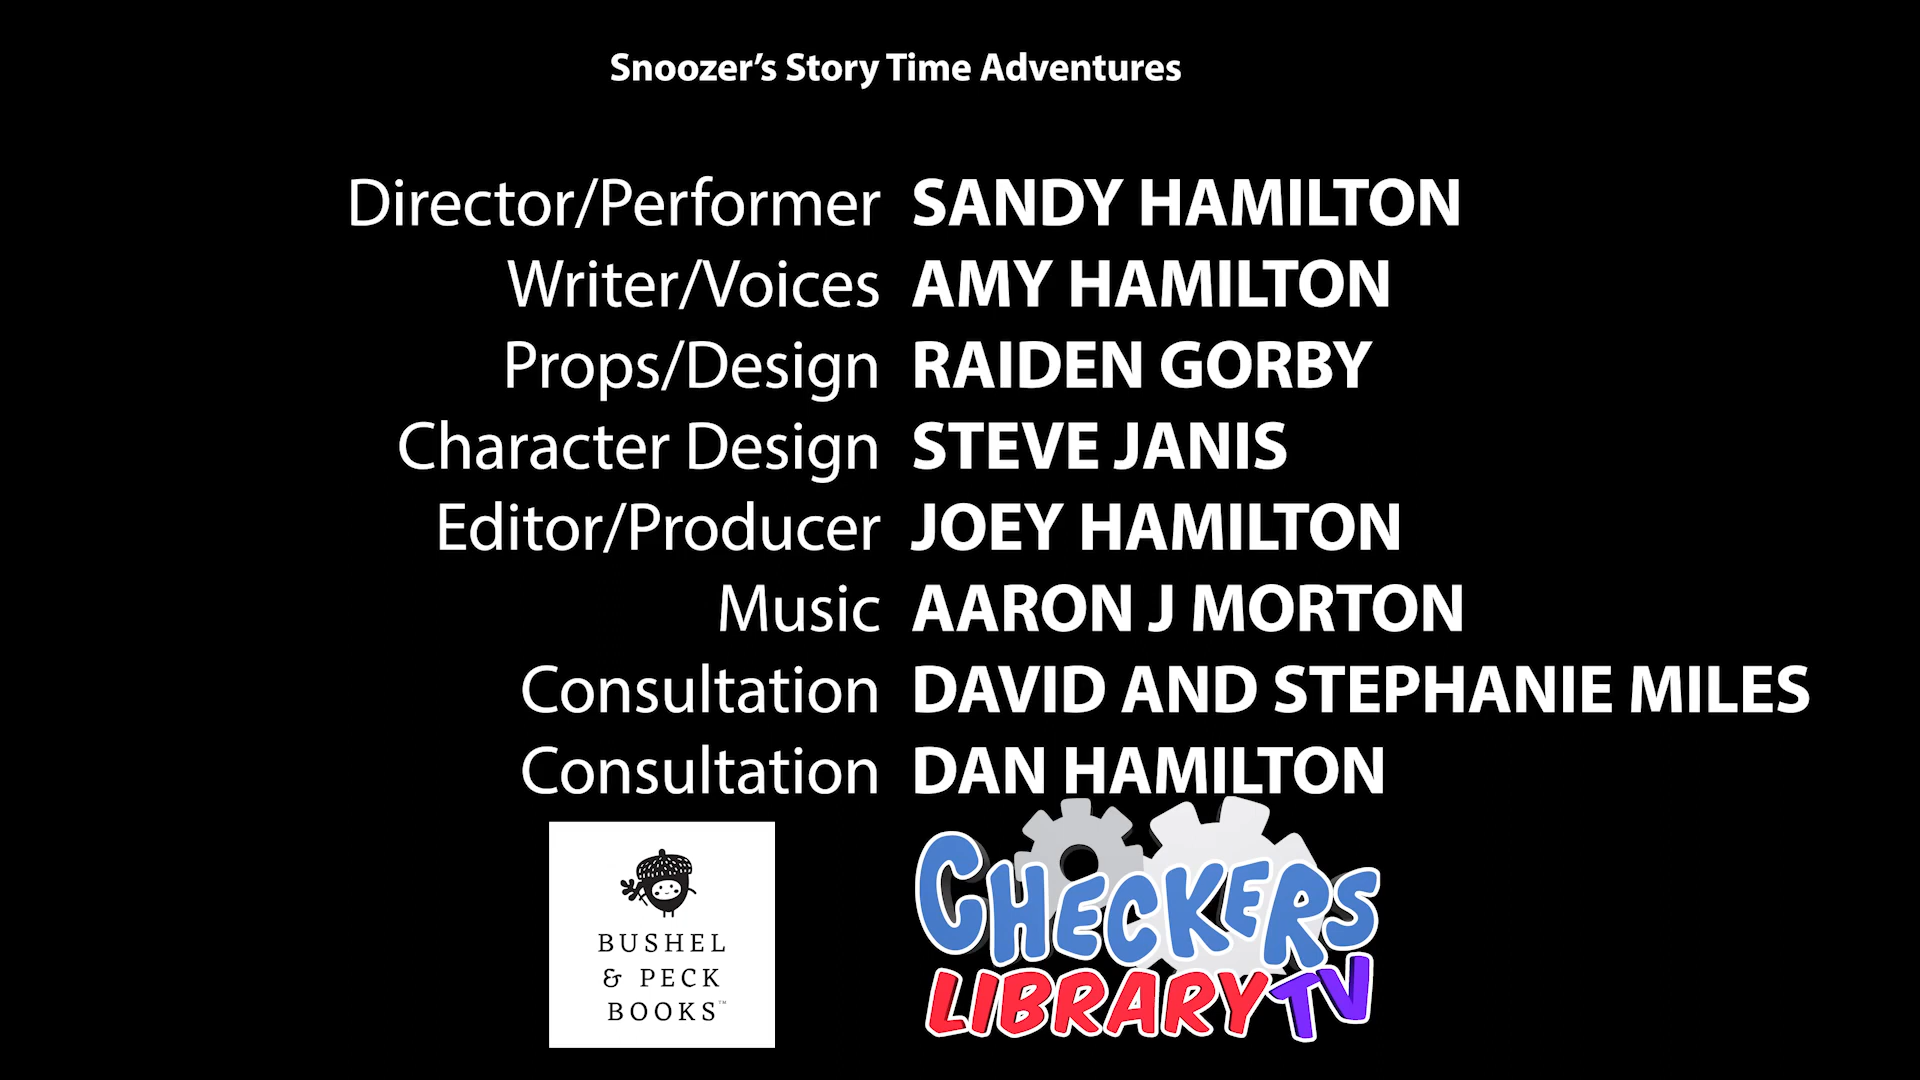 Snoozer’s Story Time Adventures
Director/Performer SANDY HAMILTON
Writer/Voices AMY HAMILTON
Props/Design RAIDEN GORBY
Character Design STEVE JANIS
Editor/Producer JOEY HAMILTON
Music AARON J MORTON
Consultation DAVID AND STEPHANIE MILES
Consultation DAN HAMILTON
BUSHEL
& PECK
BOOKS™
CHECKERS
LIBRARY TV